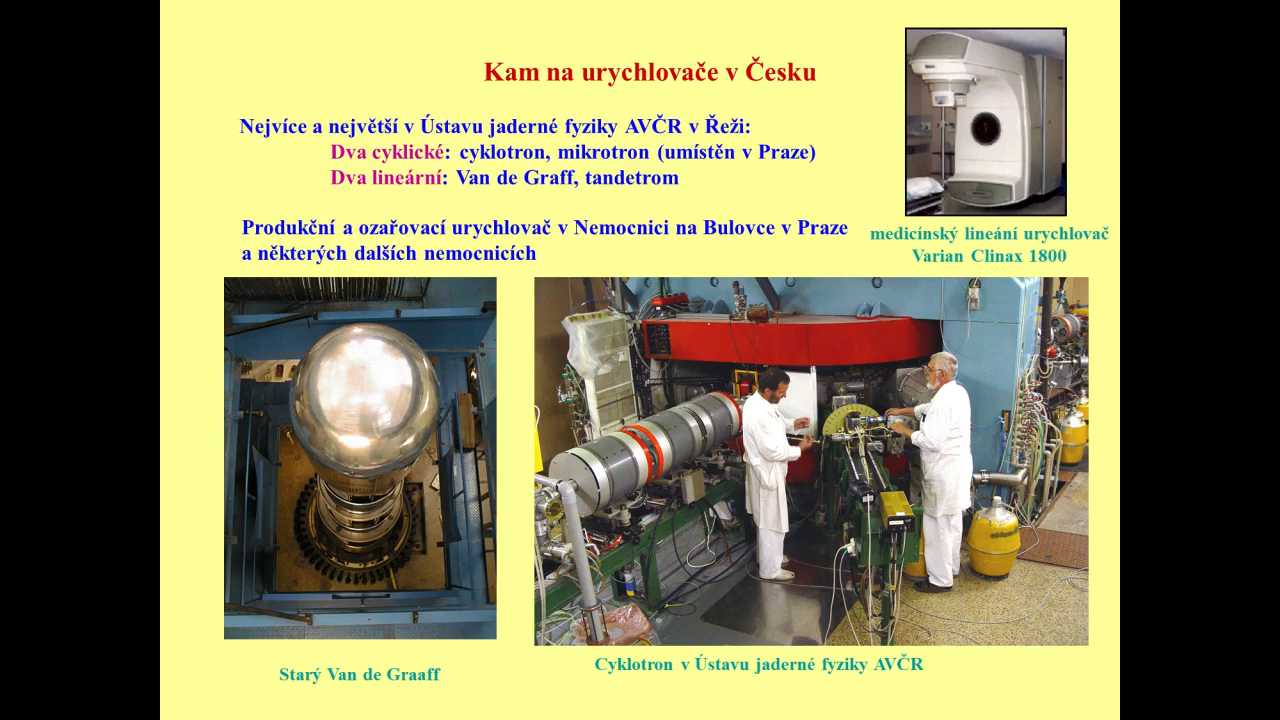 Kam na urychlovače v Česku
Nejvíce a největší v Ústavu jaderné fyziky AVČR v Řeži:
Dva cyklické: cyklotron, mikrotron (umístěn v Praze)
Dva lineární: Van de Graff, tandetrom
Produkční a ozařovací urychlovač v Nemocnici na Bulovce v Praze
a některých dalších nemocnicích
medicínský lineání urychlovač
Varian Clinax 1800
Starý Van de Graaff
Cyklotron v Ústavu jaderné fyziky AVČR